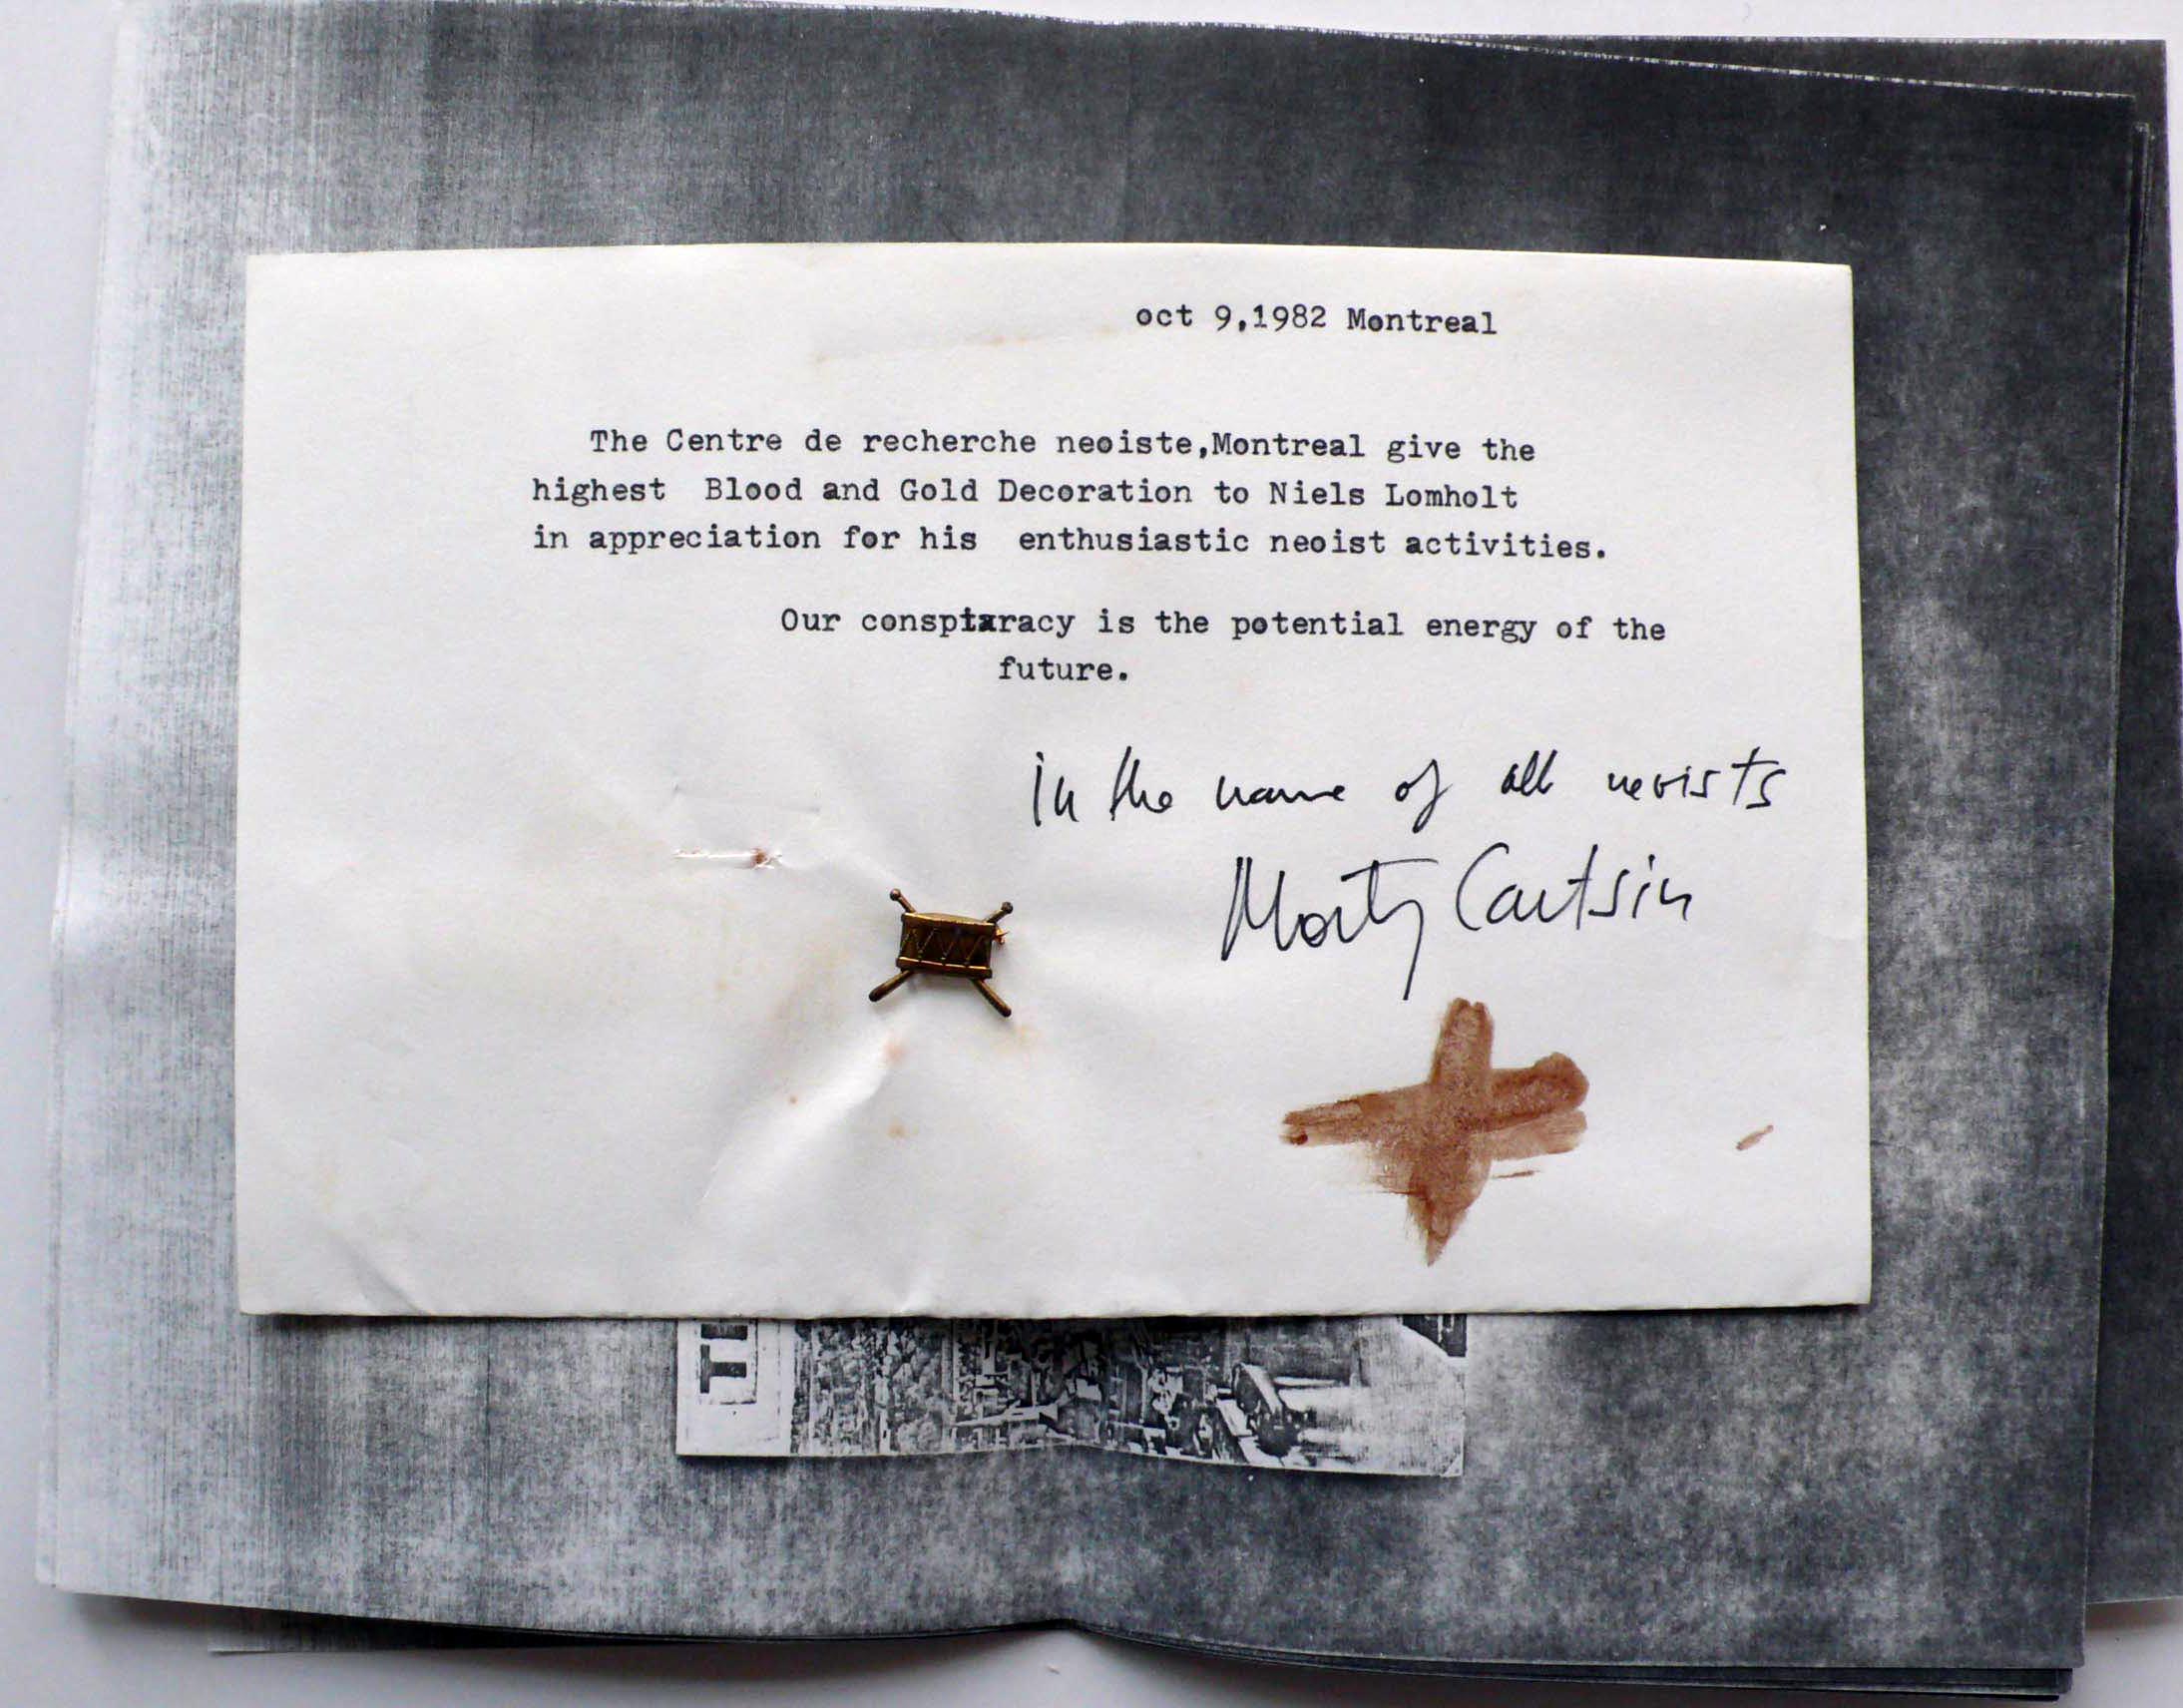 oct 9,1982 Montreal
The Centre de recherche neoiste,Montreal give the
highest Blood and Gold Decoration to Niels Lomholt
in appreciation for his enthusiastic neoist activities.
Our conspixracy is the potential energy of the
future.
in the name of all neoists
Monty Cantsin